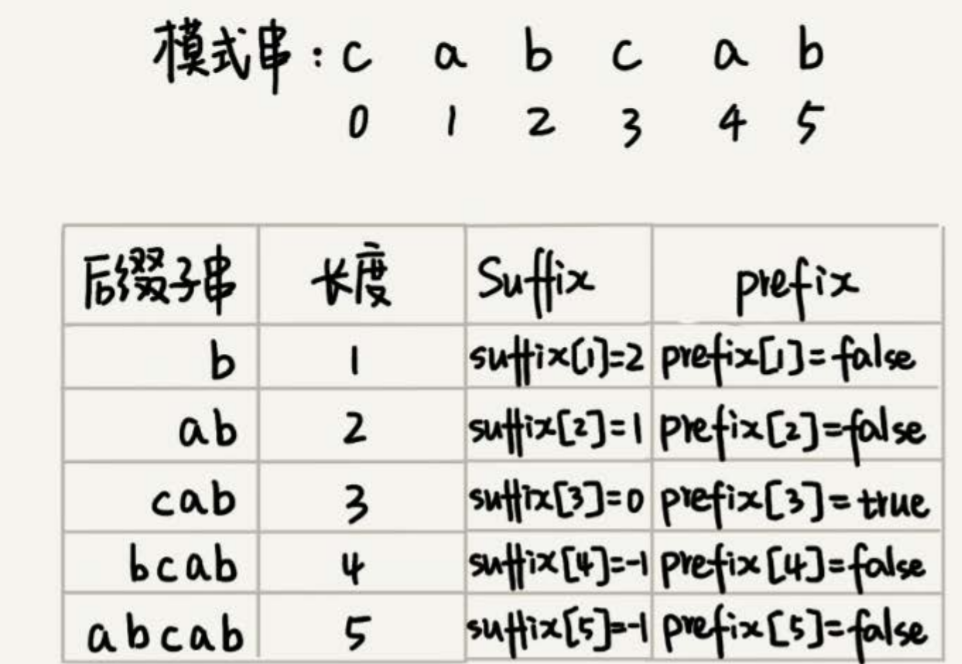 模式串: c a b c a b
0 1 2 3 4 5
后缀子串 长度 Suffix prefix
b 1 suffix[1]=2 prefix[1]=false
ab 2 suffix[2]=1 prefix[2]=false
cab 3 suffix[3]=0 prefix[3]=true
bcab 4 suffix[4]=-1 prefix[4]=false
abcab 5 suffix[5]=-1 prefix[5]=false